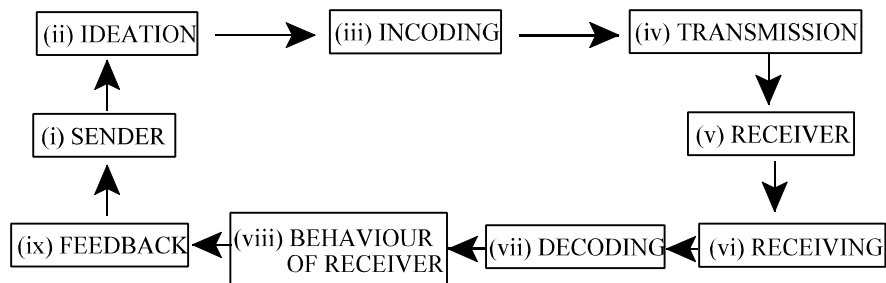 (ii) IDEATION
(iii) INCODING
(iv) TRANSMISSION
(i) SENDER
(v) RECEIVER
(ix) FEEDBACK
(viii) BEHAVIOUR
OF RECEIVER
(vii) DECODING
(vi) RECEIVING